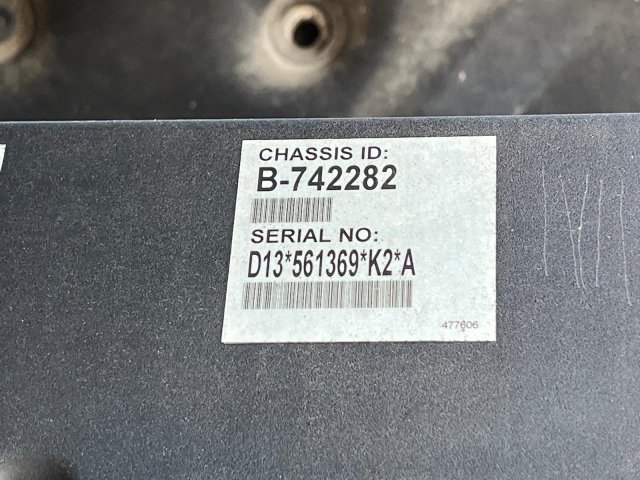 CHASSIS ID:
B-742282
SERIAL NO:
D13*561369*K2*A
477606